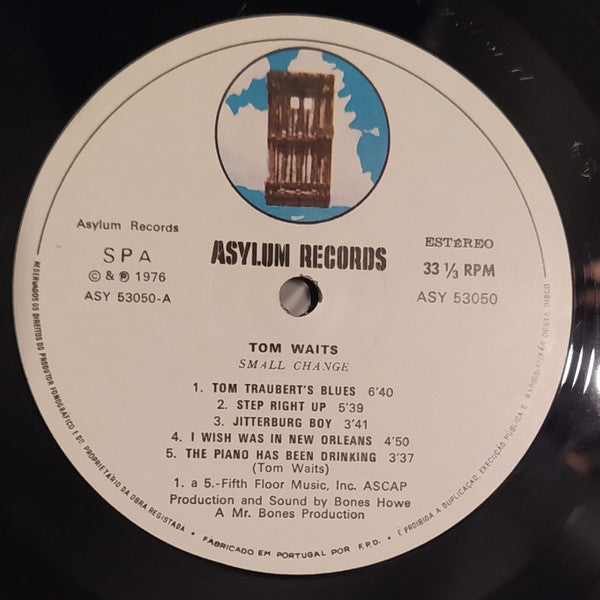 ASYLUM RECORDS
Asylum Records
SPA
© & ℗ 1976
ASY 53050-A
ESTÉREO
33 ⅓ RPM
ASY 53050
TOM WAITS
SMALL CHANGE
1. TOM TRAUBERT'S BLUES 6'40
2. STEP RIGHT UP 5'39
3. JITTERBURG BOY 3'41
4. I WISH WAS IN NEW ORLEANS 4'50
5. THE PIANO HAS BEEN DRINKING 3'37
(Tom Waits)
1. a 5.-Fifth Floor Music, Inc. ASCAP
Production and Sound by Bones Howe
A Mr. Bones Production
RESERVADOS OS DIREITOS DO PRODUTOR FONOGRÁFICO E DO PROPRIETÁRIO DA OBRA REGISTADA • FABRICADO EM PORTUGAL POR F.P.D. • É PROIBIDA A DUPLICAÇÃO, EXECUÇÃO PÚBLICA E RADIODIFUSÃO DESTE DISCO